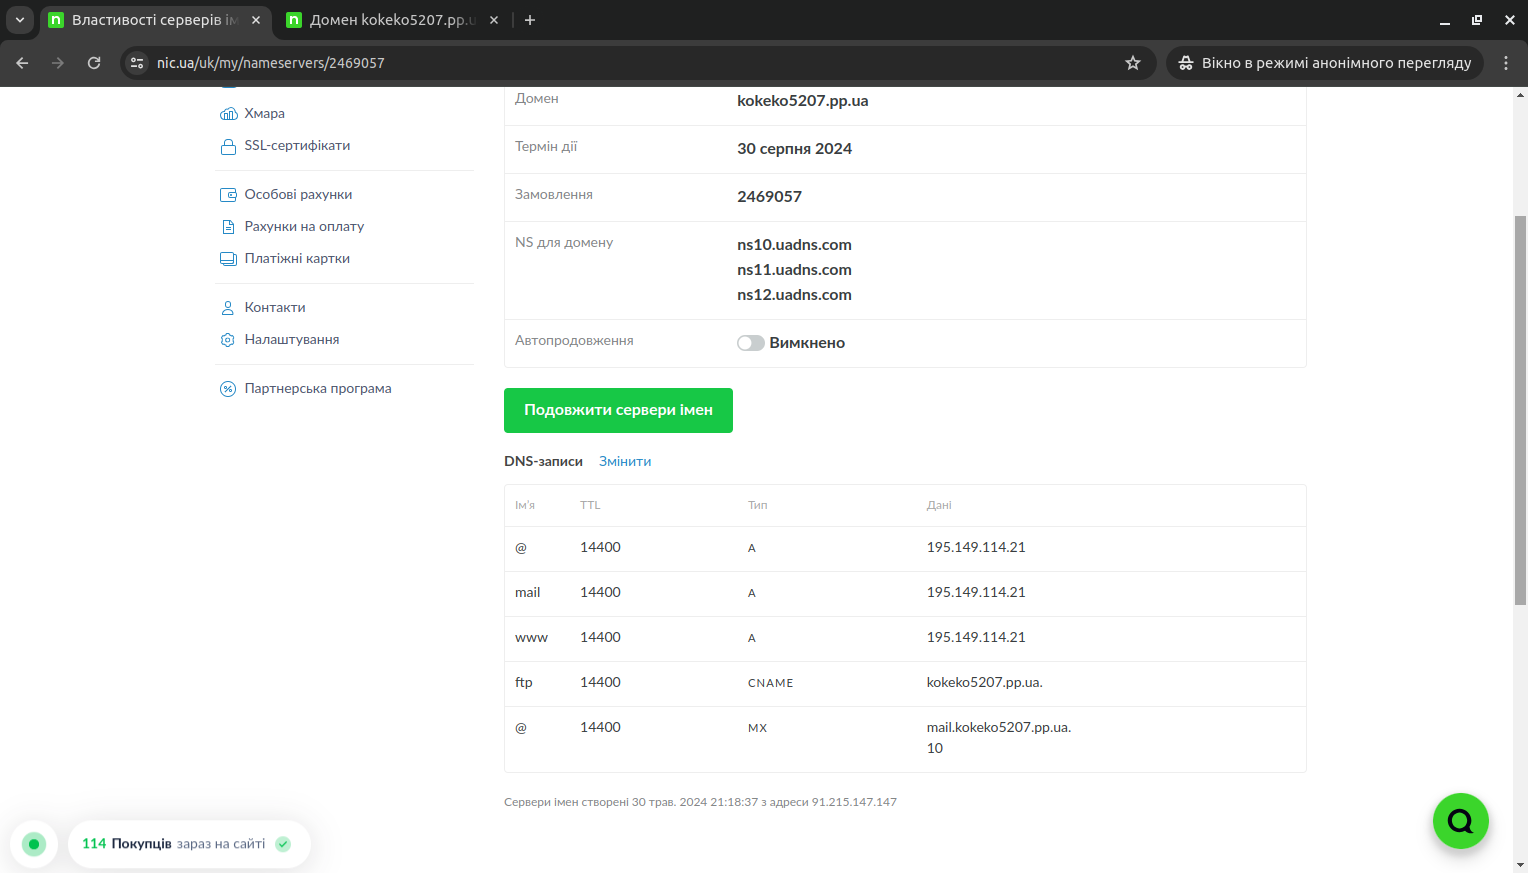 Властивості серверів ім
Домен kokeko5207.pp.u
nic.ua/uk/my/nameservers/2469057
Вікно в режимі анонімного перегляду
Хмара
SSL-сертифікати
Особові рахунки
Рахунки на оплату
Платіжні картки
Контакти
Налаштування
Партнерська програма
Домен kokeko5207.pp.ua
Термін дії 30 серпня 2024
Замовлення 2469057
NS для домену ns10.uadns.com
ns11.uadns.com
ns12.uadns.com
Автопродовження Вимкнено
Подовжити сервери імен
DNS-записи Змінити
Ім'я TTL Тип Дані
@ 14400 A 195.149.114.21
mail 14400 A 195.149.114.21
www 14400 A 195.149.114.21
ftp 14400 CNAME kokeko5207.pp.ua.
@ 14400 MX mail.kokeko5207.pp.ua.
10
Сервери імен створені 30 трав. 2024 21:18:37 з адреси 91.215.147.147
114 Покупців зараз на сайті